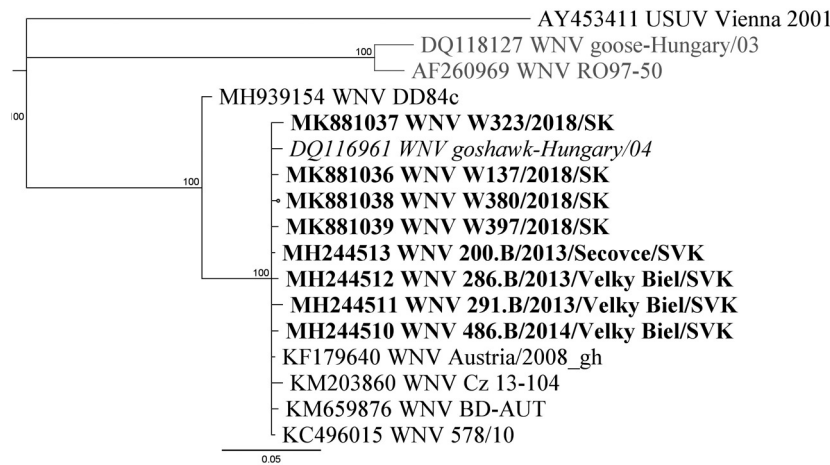 AY453411 USUV Vienna 2001
DQ118127 WNV goose-Hungary/03
100
AF260969 WNV RO97-50
MH939154 WNV DD84c
100
MK881037 WNV W323/2018/SK
DQ116961 WNV goshawk-Hungary/04
MK881036 WNV W137/2018/SK
100
MK881038 WNV W380/2018/SK
MK881039 WNV W397/2018/SK
MH244513 WNV 200.B/2013/Secovce/SVK
100
MH244512 WNV 286.B/2013/Velky Biel/SVK
MH244511 WNV 291.B/2013/Velky Biel/SVK
MH244510 WNV 486.B/2014/Velky Biel/SVK
KF179640 WNV Austria/2008_gh
KM203860 WNV Cz 13-104
KM659876 WNV BD-AUT
KC496015 WNV 578/10
0.05